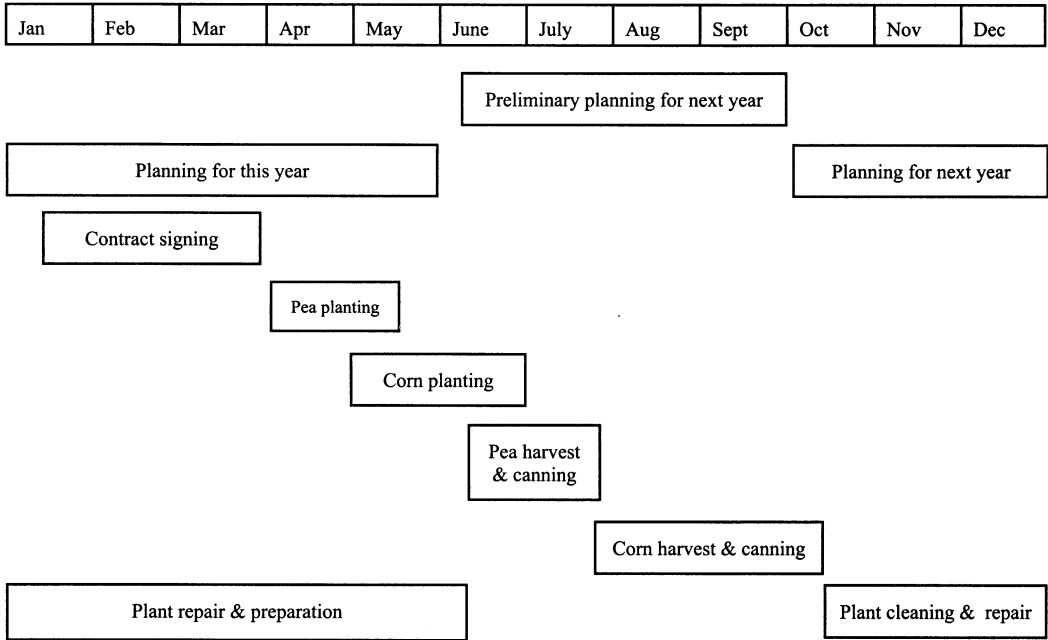 Jan Feb Mar Apr May June July Aug Sept Oct Nov Dec
Preliminary planning for next year
Planning for this year
Planning for next year
Contract signing
Pea planting
Corn planting
Pea harvest
& canning
Corn harvest & canning
Plant repair & preparation
Plant cleaning & repair